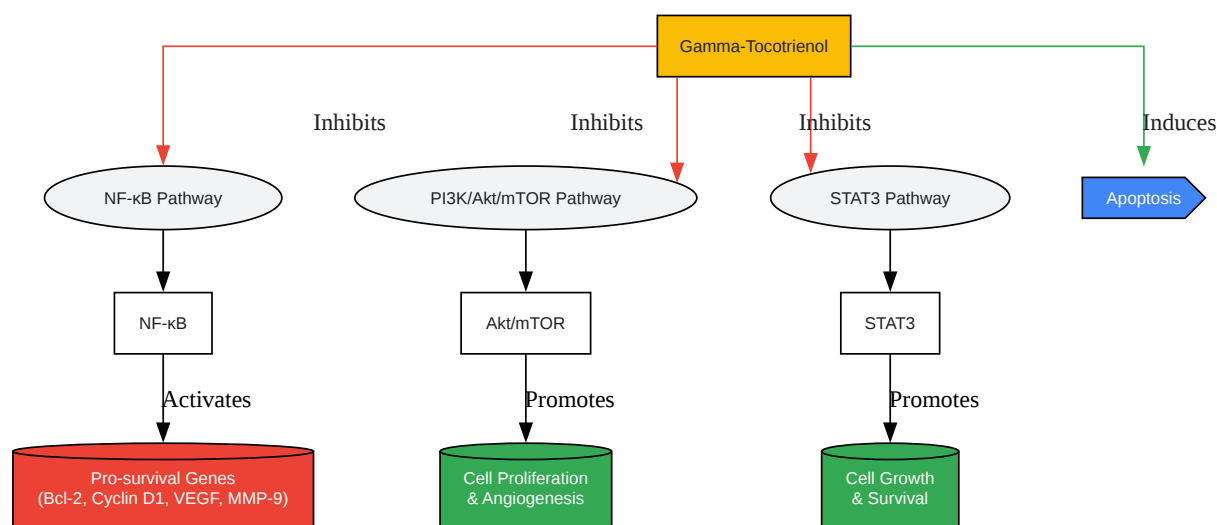 Gamma-Tocotrienol
Inhibits
Inhibits
Inhibits
Induces
NF-κB Pathway
PI3K/Akt/mTOR Pathway
STAT3 Pathway
Apoptosis
NF-κB
Akt/mTOR
STAT3
Activates
Promotes
Promotes
Pro-survival Genes
(Bcl-2, Cyclin D1, VEGF, MMP-9)
Cell Proliferation
& Angiogenesis
Cell Growth
& Survival